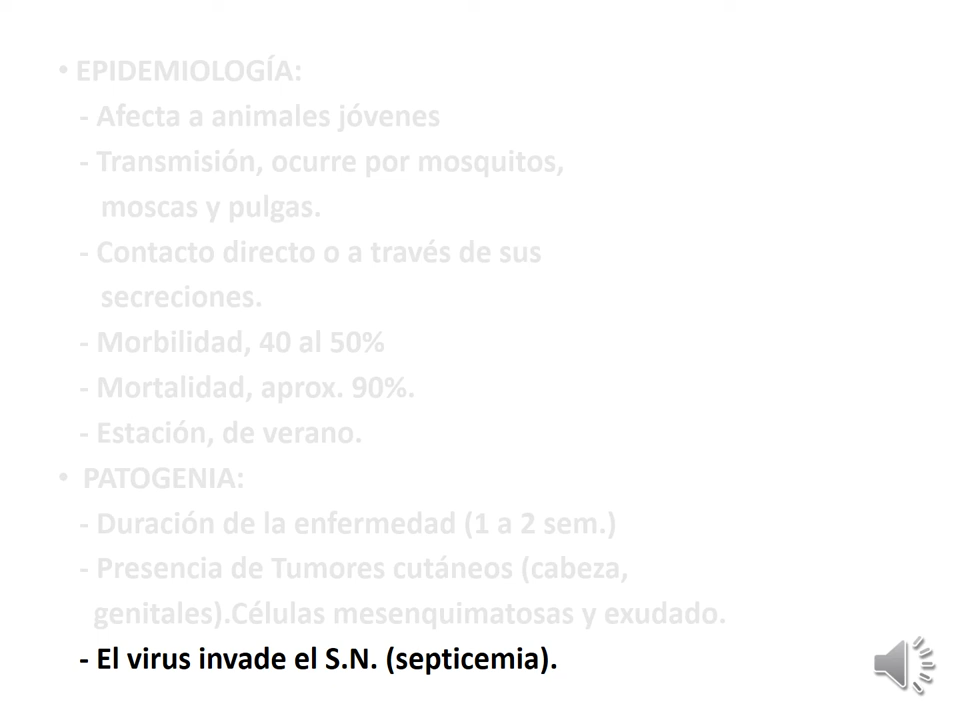 • EPIDEMIOLOGÍA:
- Afecta a animales jóvenes
- Transmisión, ocurre por mosquitos,
moscas y pulgas.
- Contacto directo o a través de sus
secreciones.
- Morbilidad, 40 al 50%
- Mortalidad, aprox. 90%.
- Estación, de verano.
• PATOGENIA:
- Duración de la enfermedad (1 a 2 sem.)
- Presencia de Tumores cutáneos (cabeza,
genitales).Células mesenquimatosas y exudado.
- El virus invade el S.N. (septicemia).